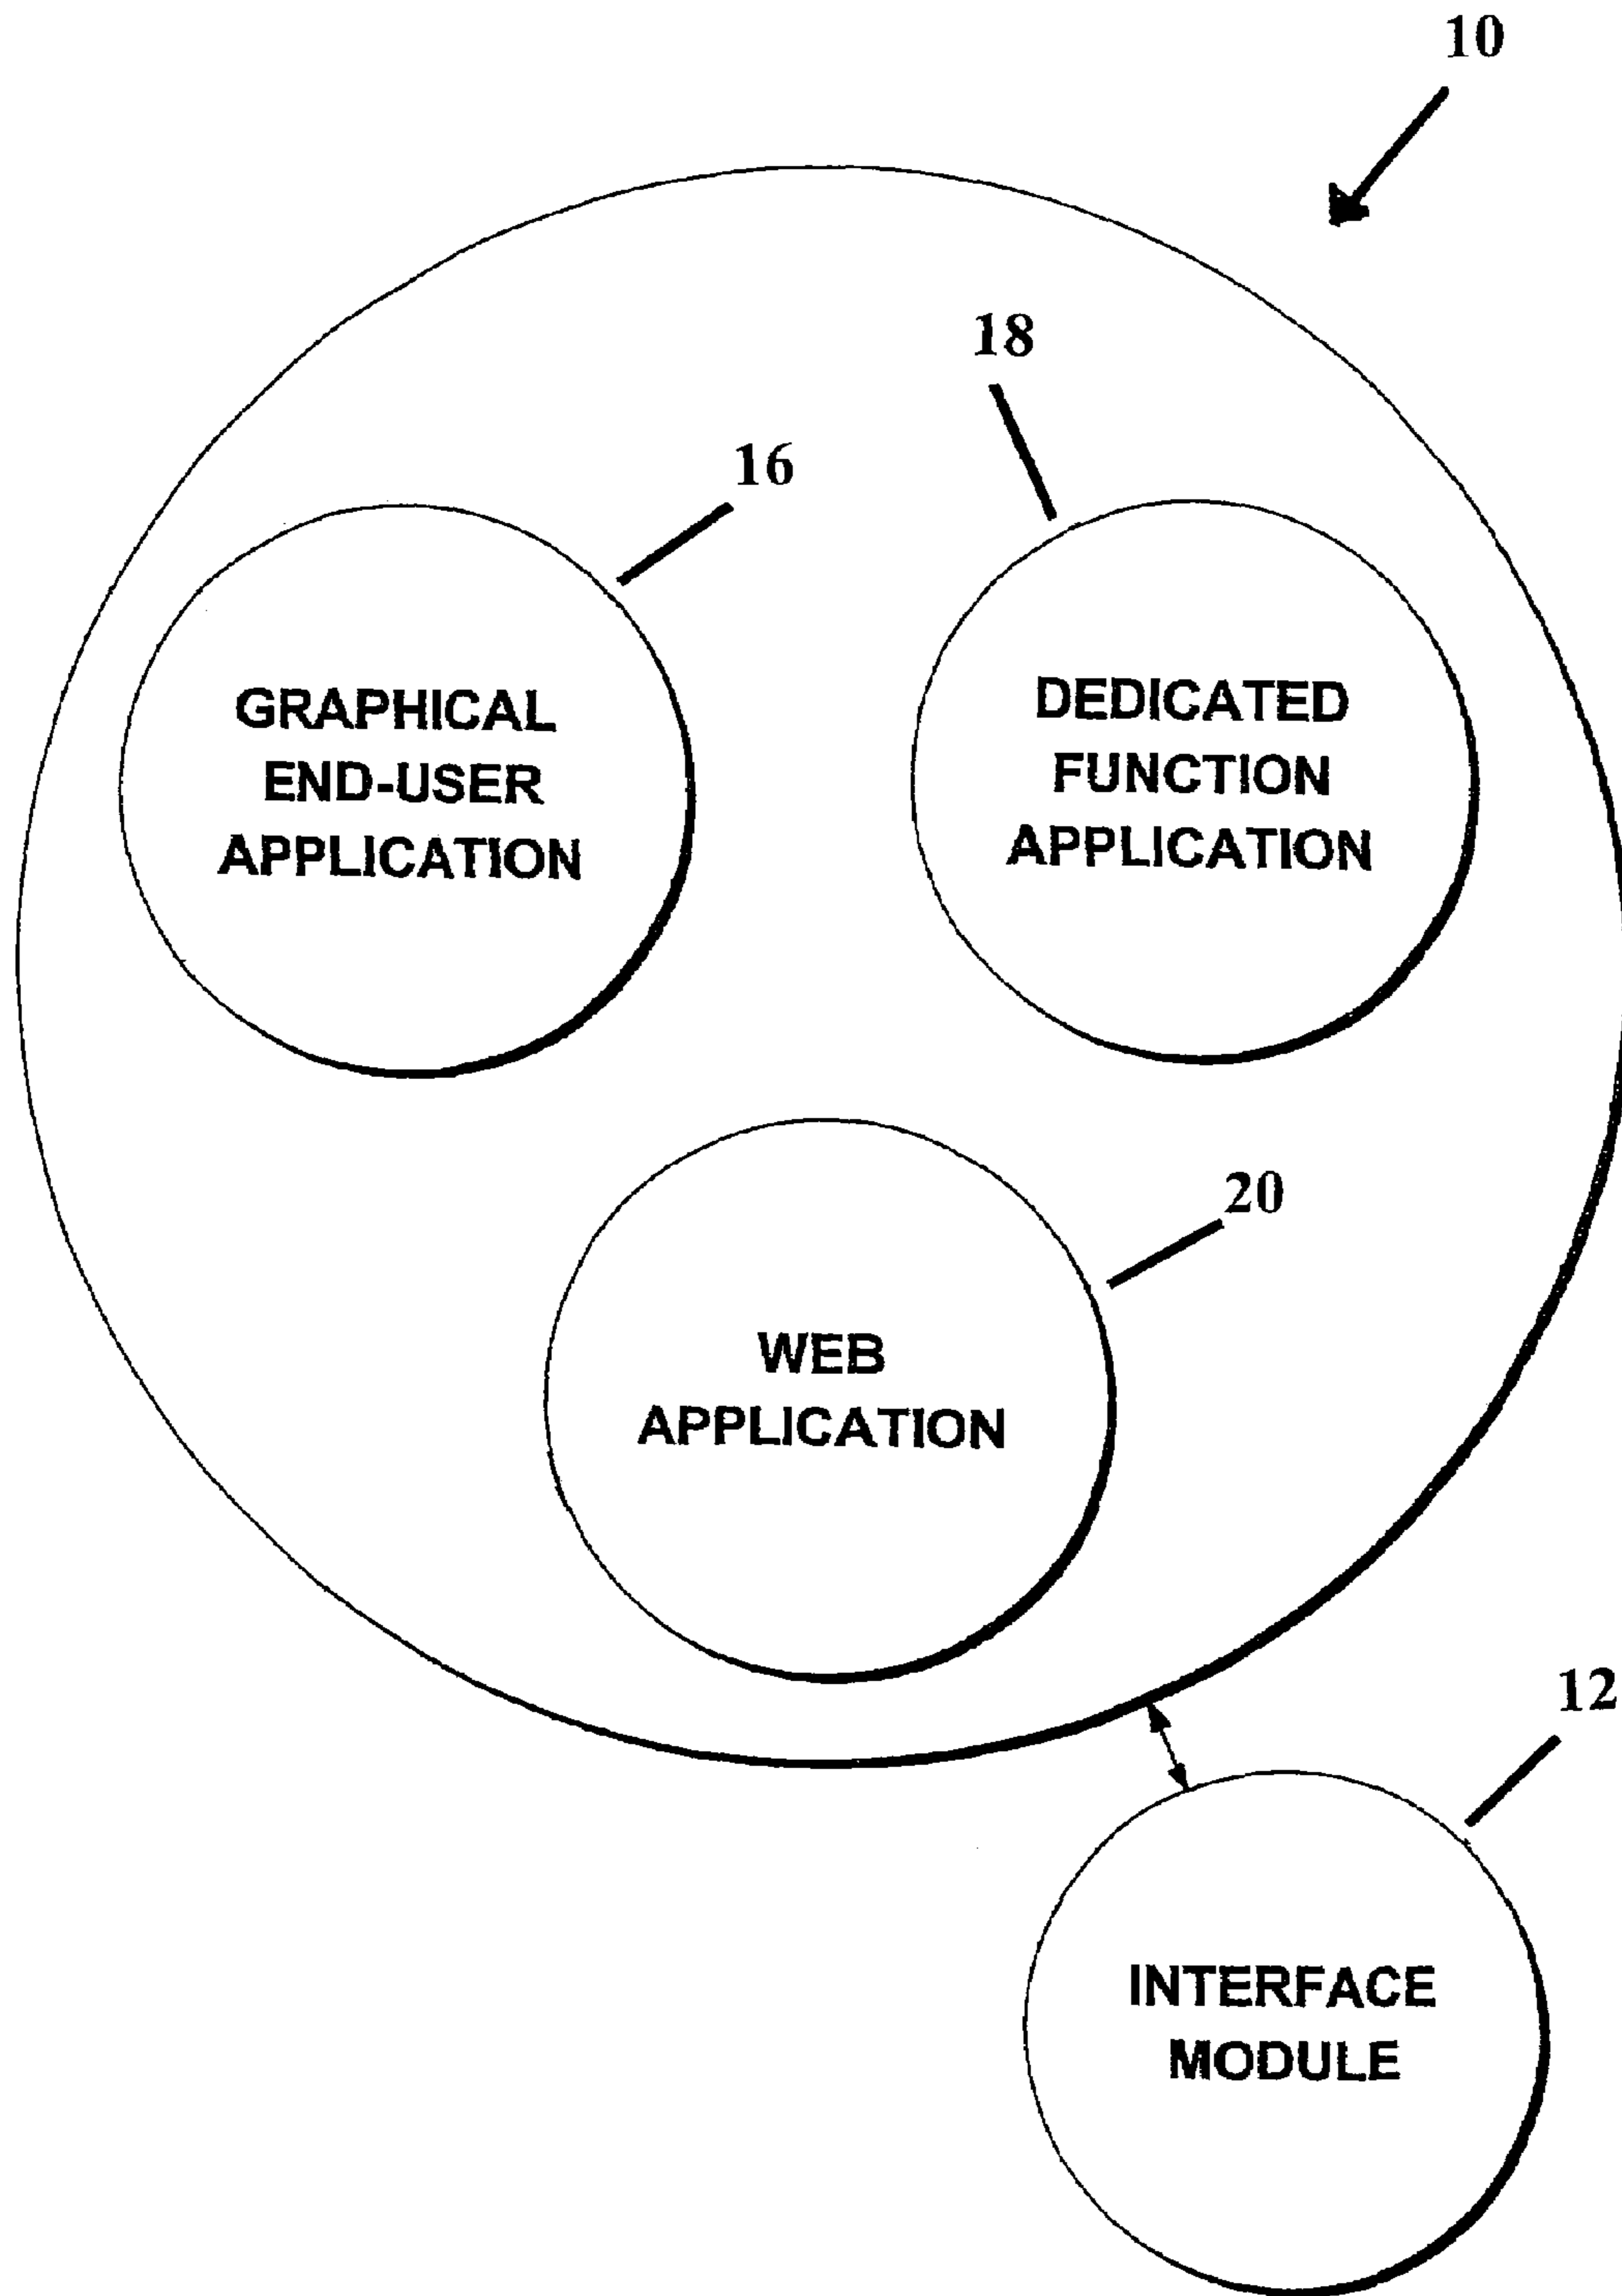 10
18
16
GRAPHICAL
END-USER
APPLICATION
DEDICATED
FUNCTION
APPLICATION
20
WEB
APPLICATION
12
INTERFACE
MODULE